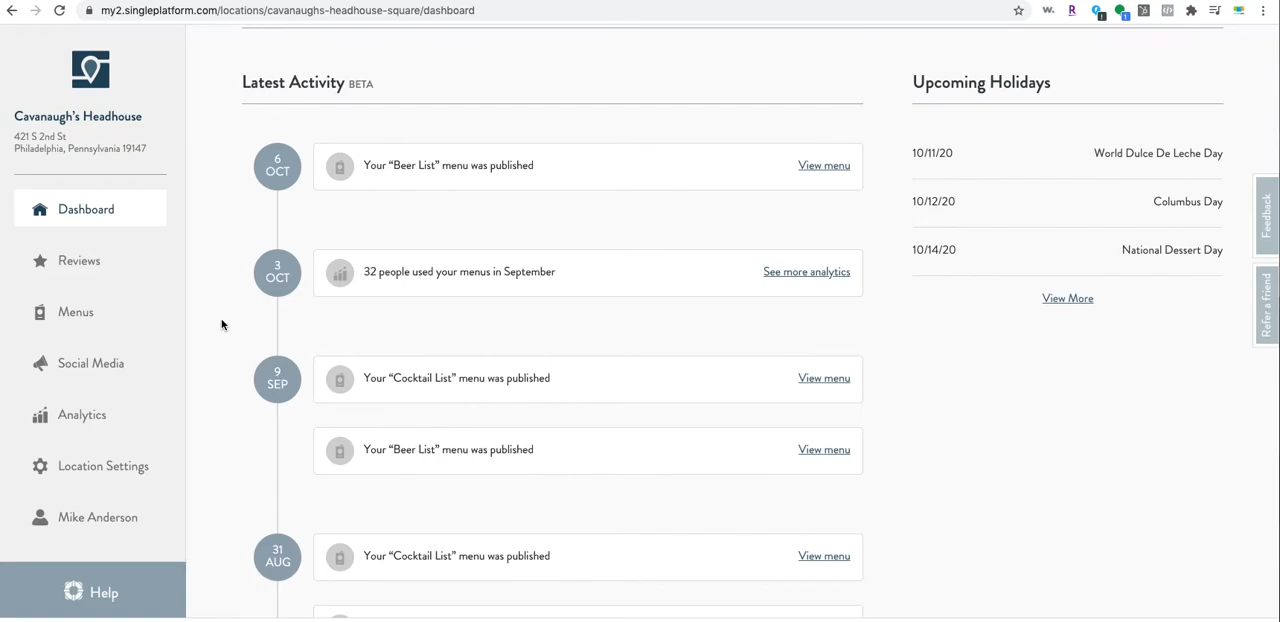 my2.singleplatform.com/locations/cavanaughs-headhouse-square/dashboard
Cavanaugh's Headhouse
421 S 2nd St
Philadelphia, Pennsylvania 19147
Dashboard
Reviews
Menus
Social Media
Analytics
Location Settings
Mike Anderson
Help
Latest Activity BETA
6 OCT
Your “Beer List” menu was published View menu
3 OCT
32 people used your menus in September See more analytics
9 SEP
Your “Cocktail List” menu was published View menu
Your “Beer List” menu was published View menu
31 AUG
Your “Cocktail List” menu was published View menu
Upcoming Holidays
10/11/20 World Dulce De Leche Day
10/12/20 Columbus Day
10/14/20 National Dessert Day
View More
Feedback
Refer a friend